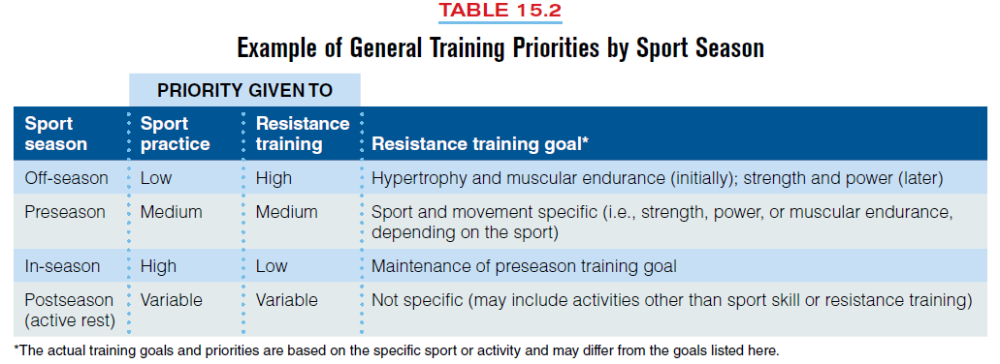 TABLE 15.2
Example of General Training Priorities by Sport Season
PRIORITY GIVEN TO
Sport season
Sport practice
Resistance training
Resistance training goal*
Off-season Low High Hypertrophy and muscular endurance (initially); strength and power (later)
Preseason Medium Medium Sport and movement specific (i.e., strength, power, or muscular endurance,
depending on the sport)
In-season High Low Maintenance of preseason training goal
Postseason Variable Variable Not specific (may include activities other than sport skill or resistance training)
(active rest)
*The actual training goals and priorities are based on the specific sport or activity and may differ from the goals listed here.